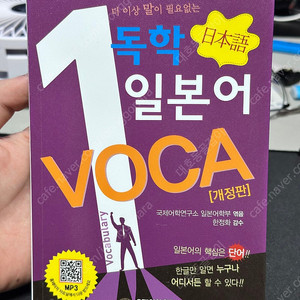 더 이상 말이 필요없는
독학
日本語
1
일본어
VOCA
[개정판]
Vocabulary
국제어학연구소 일본어학부 엮음
한정화 감수
일본어의 핵심은 단어!!
한글만 알면 누구나
어디서든 할 수 있다!!
MP3